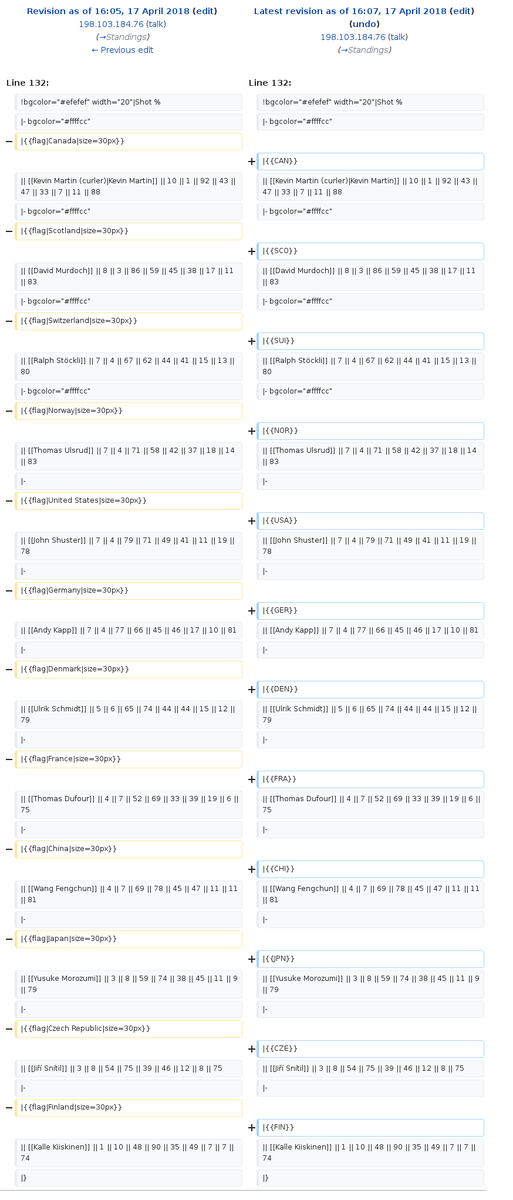 Revision as of 16:05, 17 April 2018 (edit)
198.103.184.76 (talk)
(→Standings)
← Previous edit
Latest revision as of 16:07, 17 April 2018 (edit)
(undo)
198.103.184.76 (talk)
(→Standings)
Line 132:
Line 132:
!bgcolor="#efefef" width="20"|Shot %
!bgcolor="#efefef" width="20"|Shot %
|- bgcolor="#ffffcc"
|- bgcolor="#ffffcc"
− |{{flag|Canada|size=30px}}
+ |{{CAN}}
|| [[Kevin Martin (curler)|Kevin Martin]] || 10 || 1 || 92 || 43 ||
47 || 33 || 7 || 11 || 88
|| [[Kevin Martin (curler)|Kevin Martin]] || 10 || 1 || 92 || 43 ||
47 || 33 || 7 || 11 || 88
|- bgcolor="#ffffcc"
|- bgcolor="#ffffcc"
− |{{flag|Scotland|size=30px}}
+ |{{SCO}}
|| [[David Murdoch]] || 8 || 3 || 86 || 59 || 45 || 38 || 17 || 11
|| 83
|| [[David Murdoch]] || 8 || 3 || 86 || 59 || 45 || 38 || 17 || 11
|| 83
|- bgcolor="#ffffcc"
|- bgcolor="#ffffcc"
− |{{flag|Switzerland|size=30px}}
+ |{{SUI}}
|| [[Ralph Stöckli]] || 7 || 4 || 67 || 62 || 44 || 41 || 15 || 13 ||
80
|| [[Ralph Stöckli]] || 7 || 4 || 67 || 62 || 44 || 41 || 15 || 13 ||
80
|- bgcolor="#ffffcc"
|- bgcolor="#ffffcc"
− |{{flag|Norway|size=30px}}
+ |{{NOR}}
|| [[Thomas Ulsrud]] || 7 || 4 || 71 || 58 || 42 || 37 || 18 || 14
|| 83
|| [[Thomas Ulsrud]] || 7 || 4 || 71 || 58 || 42 || 37 || 18 || 14
|| 83
|-
|-
− |{{flag|United States|size=30px}}
+ |{{USA}}
|| [[John Shuster]] || 7 || 4 || 79 || 71 || 49 || 41 || 11 || 19 ||
78
|| [[John Shuster]] || 7 || 4 || 79 || 71 || 49 || 41 || 11 || 19 ||
78
|-
|-
− |{{flag|Germany|size=30px}}
+ |{{GER}}
|| [[Andy Kapp]] || 7 || 4 || 77 || 66 || 45 || 46 || 17 || 10 || 81
|| [[Andy Kapp]] || 7 || 4 || 77 || 66 || 45 || 46 || 17 || 10 || 81
|-
|-
− |{{flag|Denmark|size=30px}}
+ |{{DEN}}
|| [[Ulrik Schmidt]] || 5 || 6 || 65 || 74 || 44 || 44 || 15 || 12 ||
79
|| [[Ulrik Schmidt]] || 5 || 6 || 65 || 74 || 44 || 44 || 15 || 12 ||
79
|-
|-
− |{{flag|France|size=30px}}
+ |{{FRA}}
|| [[Thomas Dufour]] || 4 || 7 || 52 || 69 || 33 || 39 || 19 || 6 ||
75
|| [[Thomas Dufour]] || 4 || 7 || 52 || 69 || 33 || 39 || 19 || 6 ||
75
|-
|-
− |{{flag|China|size=30px}}
+ |{{CHI}}
|| [[Wang Fengchun]] || 4 || 7 || 69 || 78 || 45 || 47 || 11 || 11
|| 81
|| [[Wang Fengchun]] || 4 || 7 || 69 || 78 || 45 || 47 || 11 || 11
|| 81
|-
|-
− |{{flag|Japan|size=30px}}
+ |{{JPN}}
|| [[Yusuke Morozumi]] || 3 || 8 || 59 || 74 || 38 || 45 || 11 || 9
|| 79
|| [[Yusuke Morozumi]] || 3 || 8 || 59 || 74 || 38 || 45 || 11 || 9
|| 79
|-
|-
− |{{flag|Czech Republic|size=30px}}
+ |{{CZE}}
|| [[Jiří Snítil]] || 3 || 8 || 54 || 75 || 39 || 46 || 12 || 8 || 75
|| [[Jiří Snítil]] || 3 || 8 || 54 || 75 || 39 || 46 || 12 || 8 || 75
|-
|-
− |{{flag|Finland|size=30px}}
+ |{{FIN}}
|| [[Kalle Kiiskinen]] || 1 || 10 || 48 || 90 || 35 || 49 || 7 || 7 ||
74
|| [[Kalle Kiiskinen]] || 1 || 10 || 48 || 90 || 35 || 49 || 7 || 7 ||
74
|}
|}